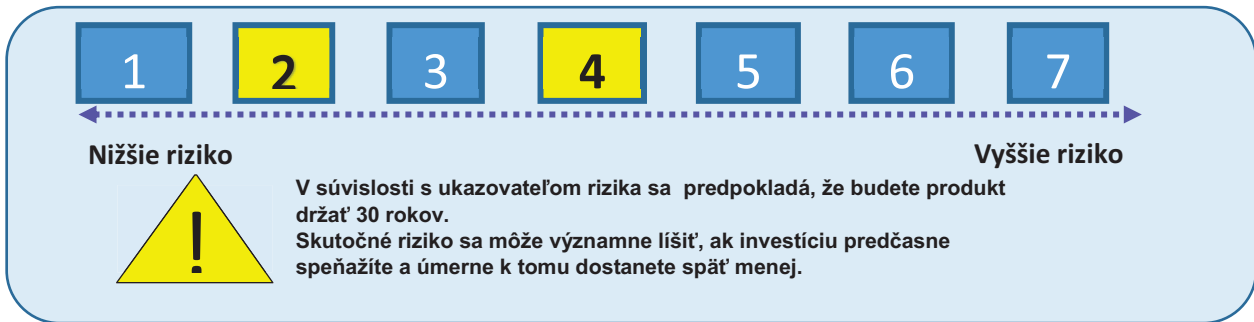 1 2 3 4 5 6 7
Nižšie riziko Vyššie riziko
!
V súvislosti s ukazovateľom rizika sa predpokladá, že budete produkt
držať 30 rokov.
Skutočné riziko sa môže významne líšiť, ak investíciu predčasne
speňažíte a úmerne k tomu dostanete späť menej.